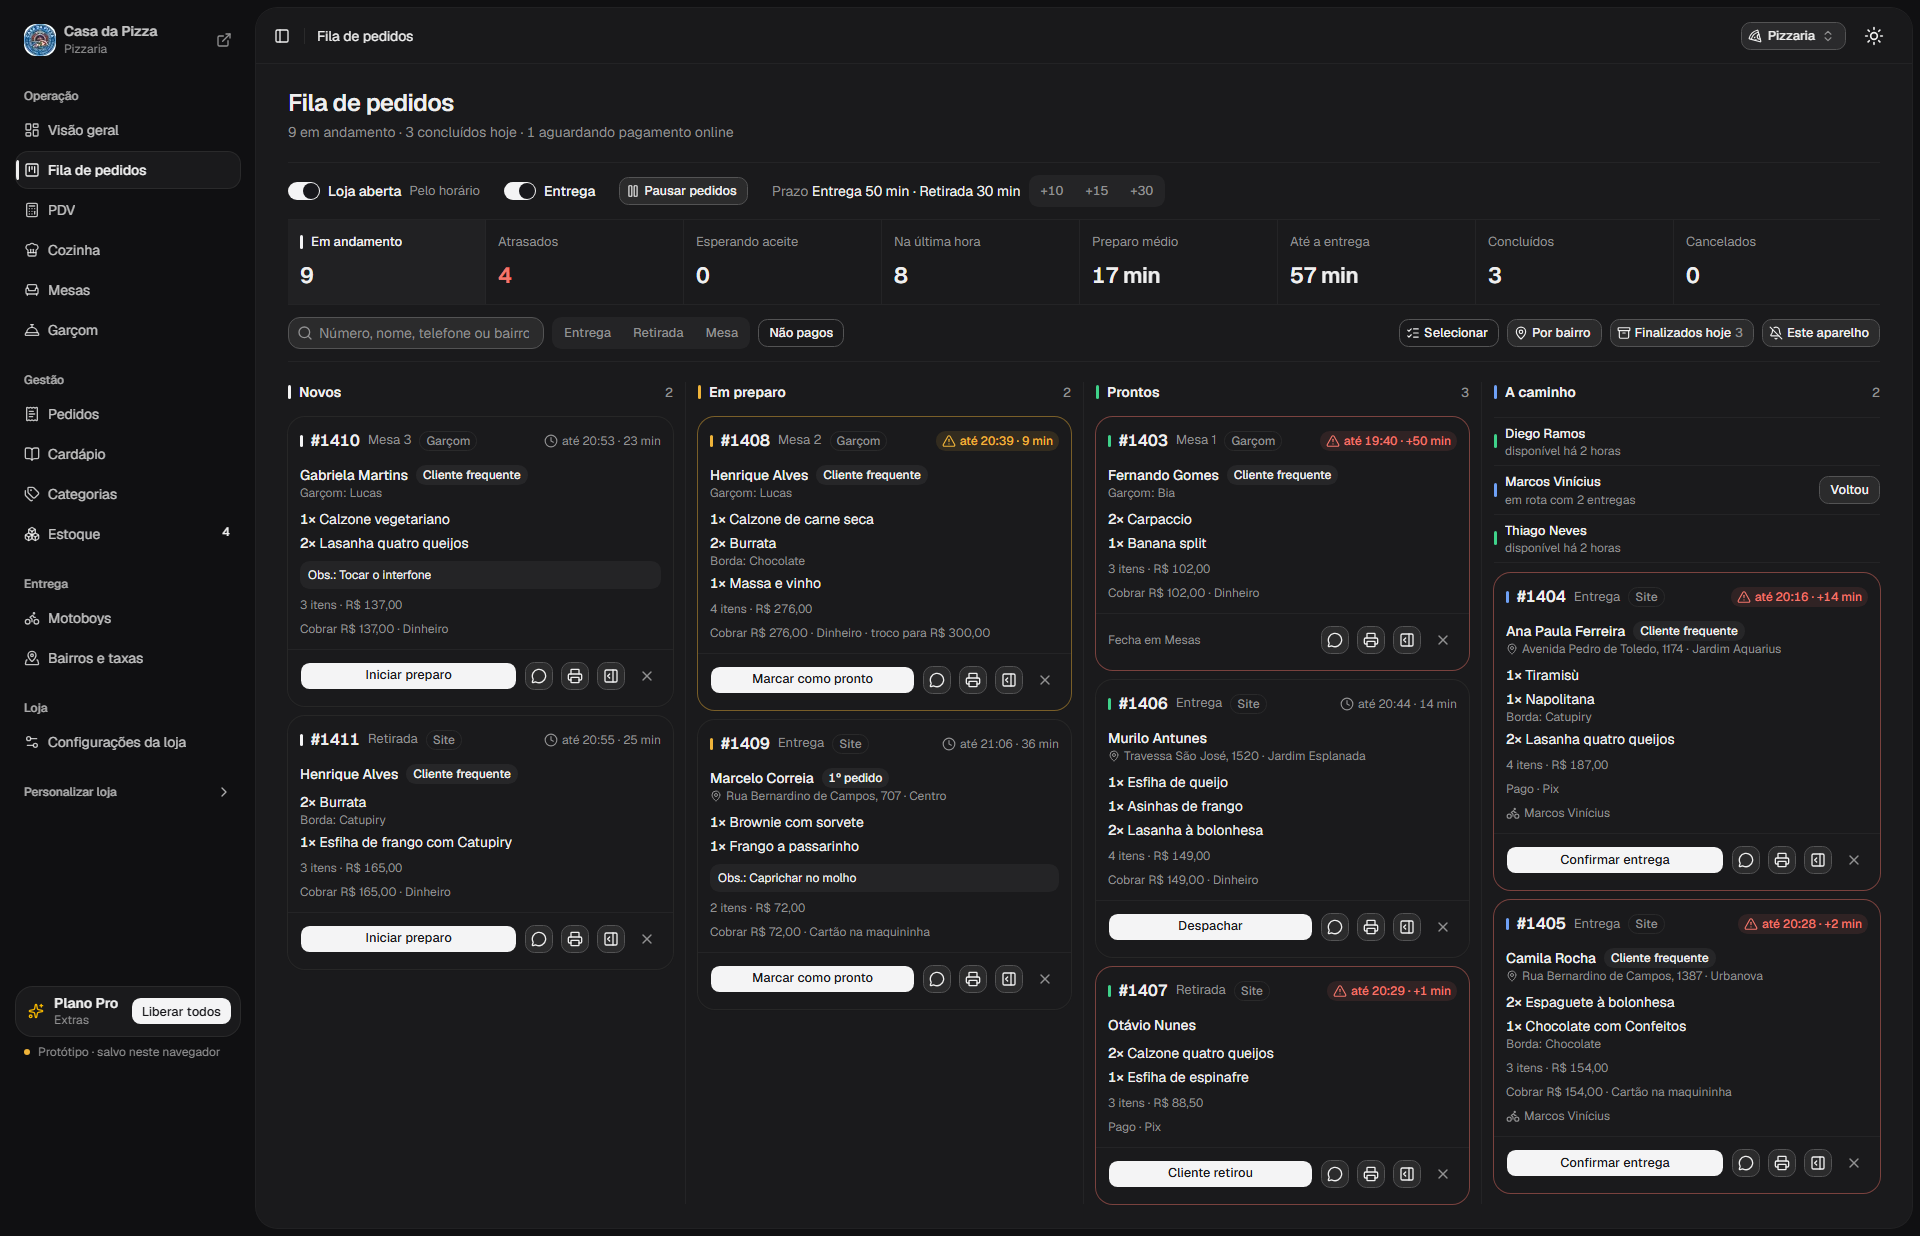 Casa da Pizza
Pizzaria
Operação
Visão geral
Fila de pedidos
PDV
Cozinha
Mesas
Garçom
Gestão
Pedidos
Cardápio
Categorias
Estoque 4
Entrega
Motoboys
Bairros e taxas
Loja
Configurações da loja
Personalizar loja
Plano Pro
Extras
Liberar todos
Protótipo · salvo neste navegador
Fila de pedidos
Pizzaria
Fila de pedidos
9 em andamento · 3 concluídos hoje · 1 aguardando pagamento online
Loja aberta Pelo horário Entrega Pausar pedidos Prazo Entrega 50 min · Retirada 30 min +10 +15 +30
Em andamento
9
Atrasados
4
Esperando aceite
0
Na última hora
8
Preparo médio
17 min
Até a entrega
57 min
Concluídos
3
Cancelados
0
Número, nome, telefone ou bairro Entrega Retirada Mesa Não pagos Selecionar Por bairro Finalizados hoje 3 Este aparelho
Novos 2
#1410 Mesa 3 Garçom até 20:53 · 23 min
Gabriela Martins Cliente frequente
Garçom: Lucas
1× Calzone vegetariano
2× Lasanha quatro queijos
Obs.: Tocar o interfone
3 itens · R$ 137,00
Cobrar R$ 137,00 · Dinheiro
Iniciar preparo
#1411 Retirada Site até 20:55 · 25 min
Henrique Alves Cliente frequente
2× Burrata
Borda: Catupiry
1× Esfiha de frango com Catupiry
3 itens · R$ 165,00
Cobrar R$ 165,00 · Dinheiro
Iniciar preparo
Em preparo 2
#1408 Mesa 2 Garçom até 20:39 · 9 min
Henrique Alves Cliente frequente
Garçom: Lucas
1× Calzone de carne seca
2× Burrata
Borda: Chocolate
1× Massa e vinho
4 itens · R$ 276,00
Cobrar R$ 276,00 · Dinheiro · troco para R$ 300,00
Marcar como pronto
#1409 Entrega Site até 21:06 · 36 min
Marcelo Correia 1º pedido
Rua Bernardino de Campos, 707 · Centro
1× Brownie com sorvete
1× Frango a passarinho
Obs.: Caprichar no molho
2 itens · R$ 72,00
Cobrar R$ 72,00 · Cartão na maquininha
Marcar como pronto
Prontos 3
#1403 Mesa 1 Garçom até 19:40 · +50 min
Fernando Gomes Cliente frequente
Garçom: Bia
2× Carpaccio
1× Banana split
3 itens · R$ 102,00
Cobrar R$ 102,00 · Dinheiro
Fecha em Mesas
#1406 Entrega Site até 20:44 · 14 min
Murilo Antunes
Travessa São José, 1520 · Jardim Esplanada
1× Esfiha de queijo
1× Asinhas de frango
2× Lasanha à bolonhesa
4 itens · R$ 149,00
Cobrar R$ 149,00 · Dinheiro
Despachar
#1407 Retirada Site até 20:29 · +1 min
Otávio Nunes
2× Calzone quatro queijos
1× Esfiha de espinafre
3 itens · R$ 88,50
Pago · Pix
Cliente retirou
A caminho 2
Diego Ramos
disponível há 2 horas
Marcos Vinícius
em rota com 2 entregas
Voltou
Thiago Neves
disponível há 2 horas
#1404 Entrega Site até 20:16 · +14 min
Ana Paula Ferreira Cliente frequente
Avenida Pedro de Toledo, 1174 · Jardim Aquarius
1× Tiramisù
1× Napolitana
Borda: Catupiry
2× Lasanha quatro queijos
4 itens · R$ 187,00
Pago · Pix
Marcos Vinícius
Confirmar entrega
#1405 Entrega Site até 20:28 · +2 min
Camila Rocha Cliente frequente
Rua Bernardino de Campos, 1387 · Urbanova
2× Espaguete à bolonhesa
1× Chocolate com Confeitos
Borda: Chocolate
3 itens · R$ 154,00
Cobrar R$ 154,00 · Cartão na maquininha
Marcos Vinícius
Confirmar entrega